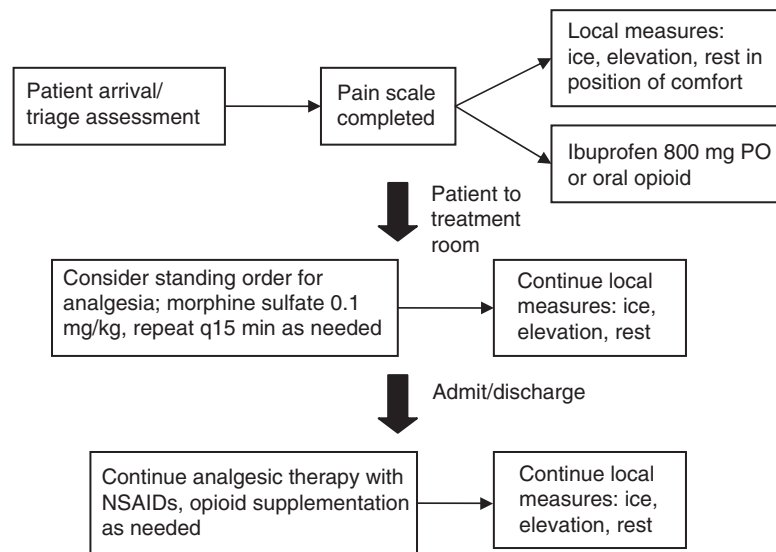 Patient arrival/
triage assessment
Pain scale
completed
Local measures:
ice, elevation, rest in
position of comfort
Ibuprofen 800 mg PO
or oral opioid
Patient to
treatment
room
Consider standing order for
analgesia; morphine sulfate 0.1
mg/kg, repeat q15 min as needed
Continue local
measures: ice,
elevation, rest
Admit/discharge
Continue analgesic therapy with
NSAIDs, opioid supplementation
as needed
Continue local
measures: ice,
elevation, rest